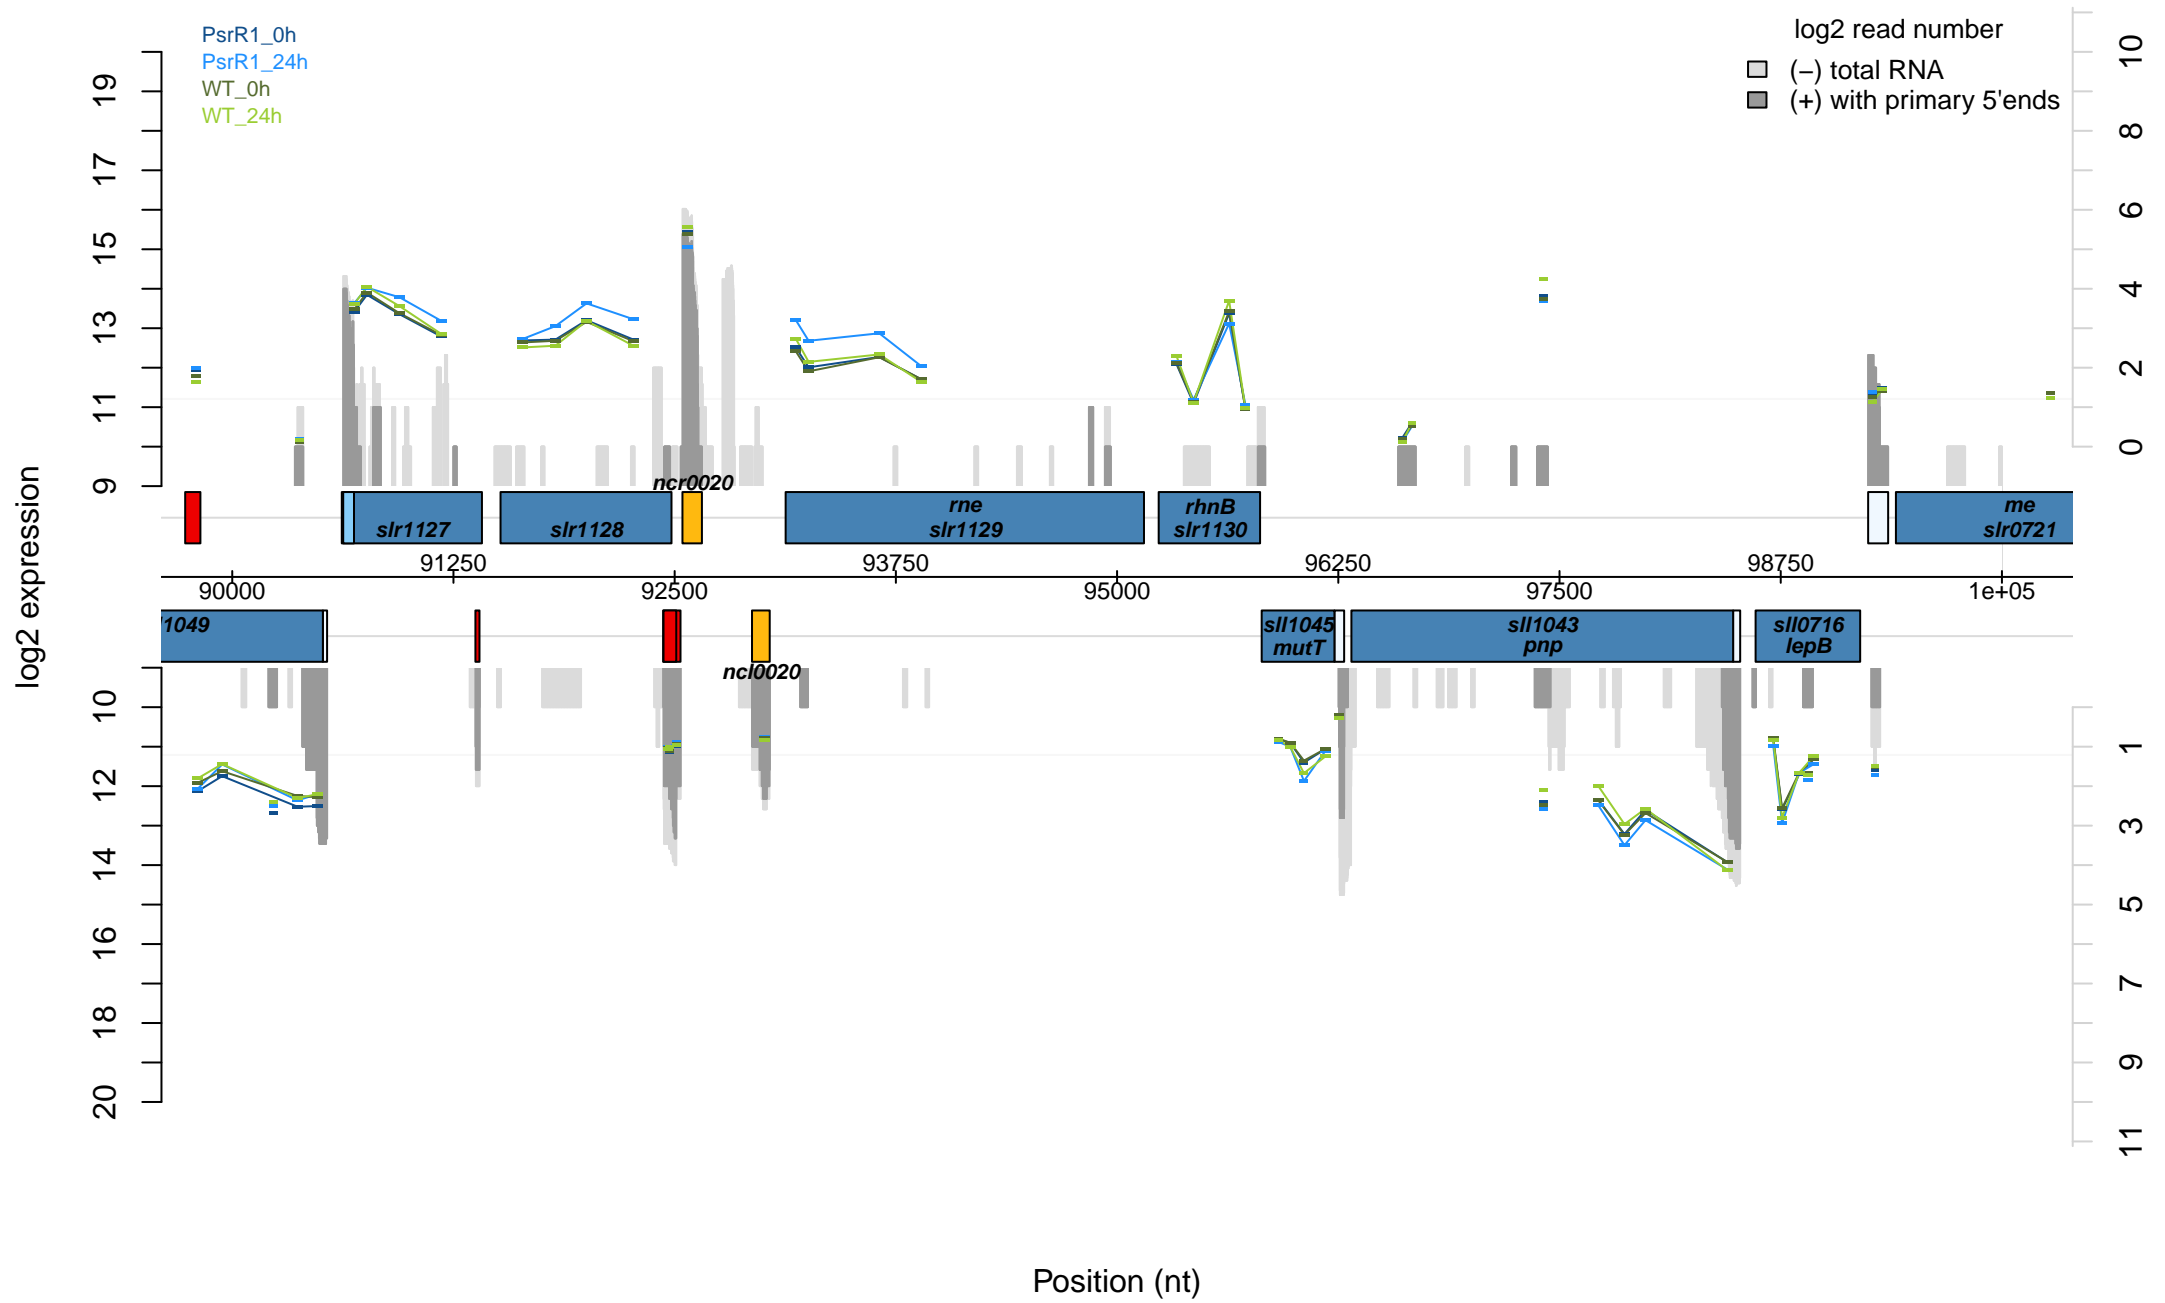 PsrR1_0h
PsrR1_24h
WT_0h
WT_24h
log2 read number
(−) total RNA
(+) with primary 5'ends
19
17
15
13
11
9
10
8
6
4
2
0
log2 expression
ncr0020
slr1127
slr1128
rne
slr1129
rhnB
slr1130
me
slr0721
91250
93750
96250
98750
90000
92500
95000
97500
1e+05
1049
ncl0020
sll1045
mutT
sll1043
pnp
sll0716
lepB
10
12
14
16
18
20
1
3
5
7
9
11
Position (nt)